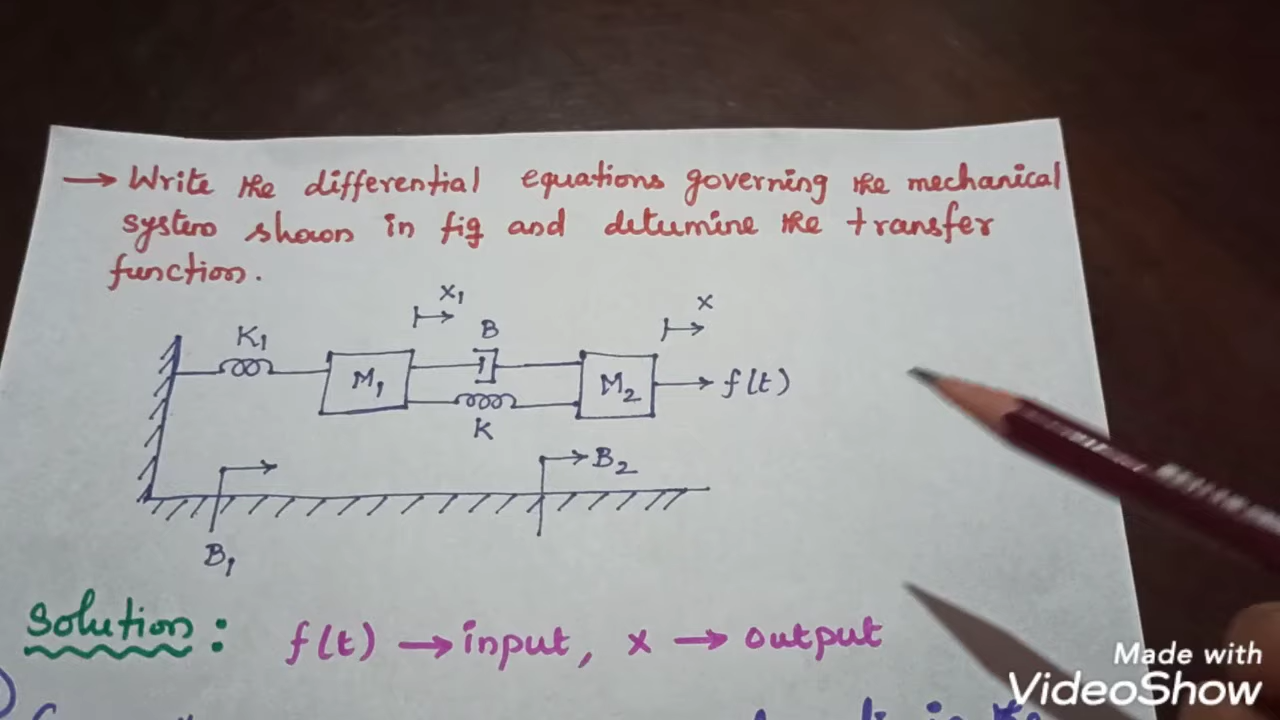 → Write the differential equations governing the mechanical
system shown in fig and detumine the transfer
function.
x₁
x
K₁
B
M₁
M₂
f(t)
K
B₂
B₁
Solution:
f(t) → input, x → output
Made with
VideoShow